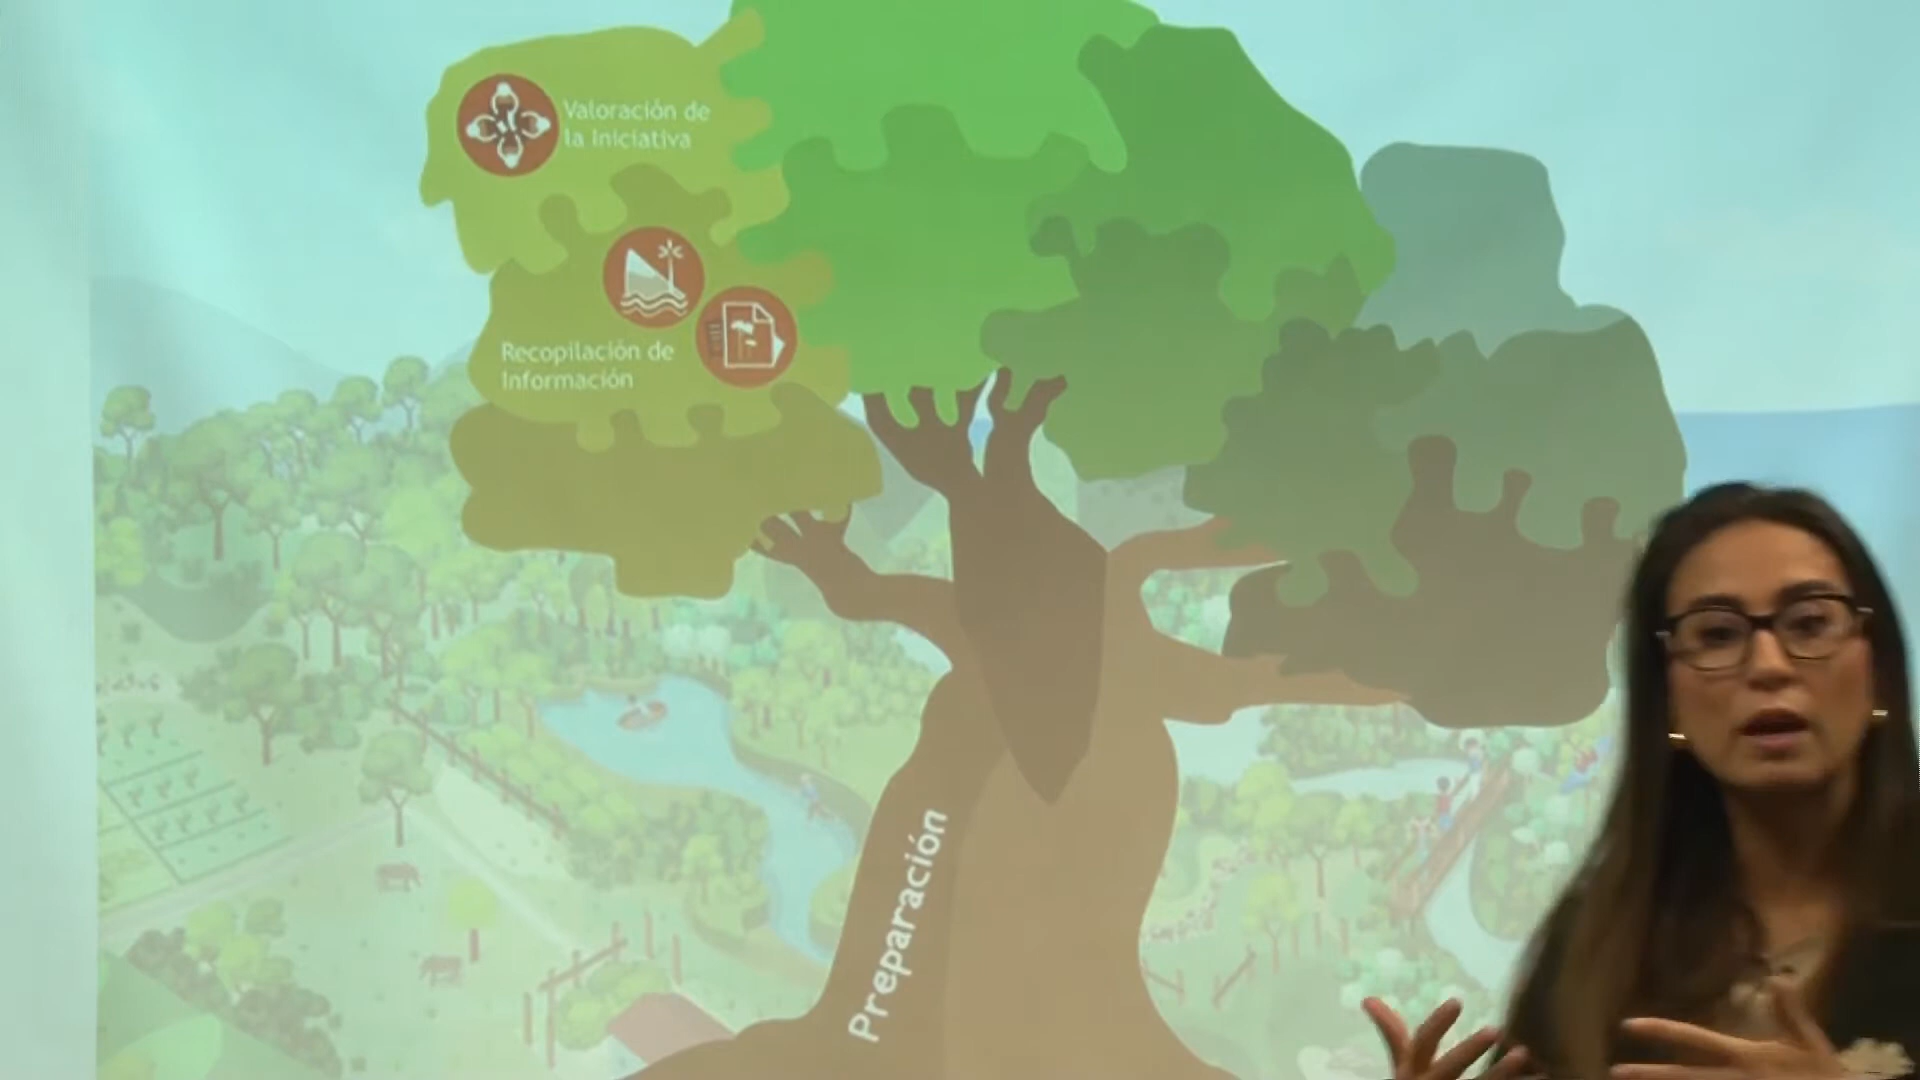 Valoración de
la Iniciativa
Recopilación de
Información
Preparación